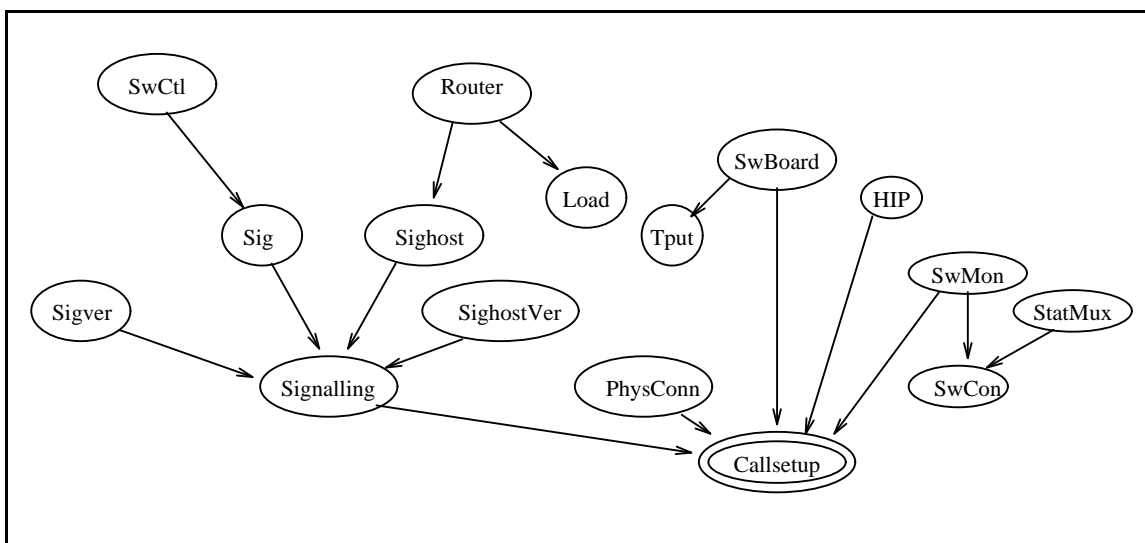 SwCtl
Router
SwBoard
Load
HIP
Sig
Sighost
Tput
SwMon
Sigver
SighostVer
StatMux
Signalling
PhysConn
SwCon
Callsetup